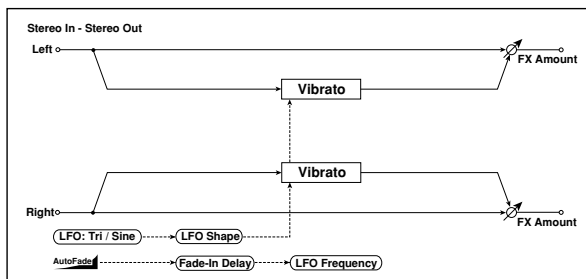 Stereo In - Stereo Out
Left
FX Amount
Vibrato
Vibrato
Right
FX Amount
LFO: Tri / Sine
LFO Shape
AutoFade
Fade-In Delay
LFO Frequency